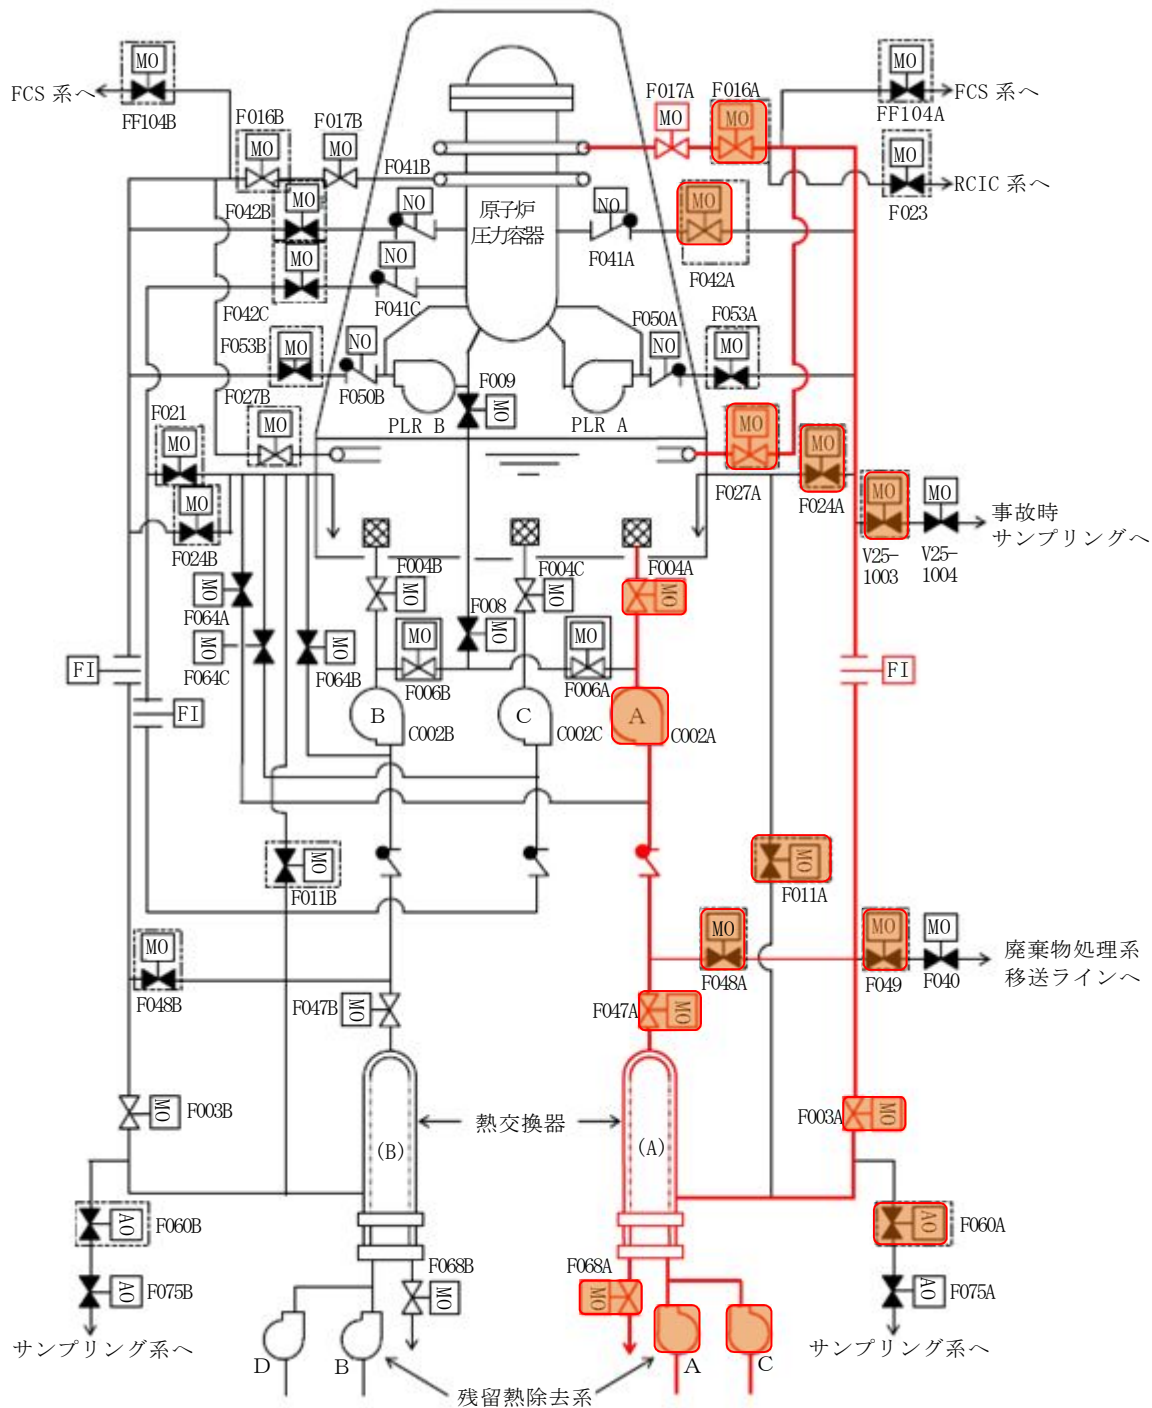 MO
MO
FCS 系へ
FCS 系へ
FF104B
F016B
F017B
F017A
F016A
FF104A
MO
MO
MO
MO
MO
F041B
RCIC 系へ
F023
MO
NO
原子炉
圧力容器
NO
MO
F042B
F041A
F042A
MO
NO
F042C
F041C
F050A
F053A
F053B
MO
NO
NO
MO
F027B
F050B
F009
MO
F021
MO
PLR B
PLR A
MO
MO
MO
F027A
F024A
MO
MO
MO
F024B
事故時
サンプリングへ
V25-
1003
V25-
1004
F004B
F004C
F004A
MO
MO
MO
MO
F064A
F008
MO
MO
MO
MO
MO
F064C
F064B
F006B
F006A
FI
FI
FI
B
C
A
C002B
C002C
C002A
MO
MO
F011B
F011A
MO
MO
MO
MO
F048B
F048A
F049
F040
廃棄物処理系
移送ラインへ
F047B
MO
F047A
MO
MO
F003B
熱交換器
F003A
MO
(B)
(A)
AO
F060B
AO
F060A
F068B
F068A
AO
F075B
MO
MO
AO
F075A
サンプリング系へ
サンプリング系へ
D
B
A
C
残留熱除去系